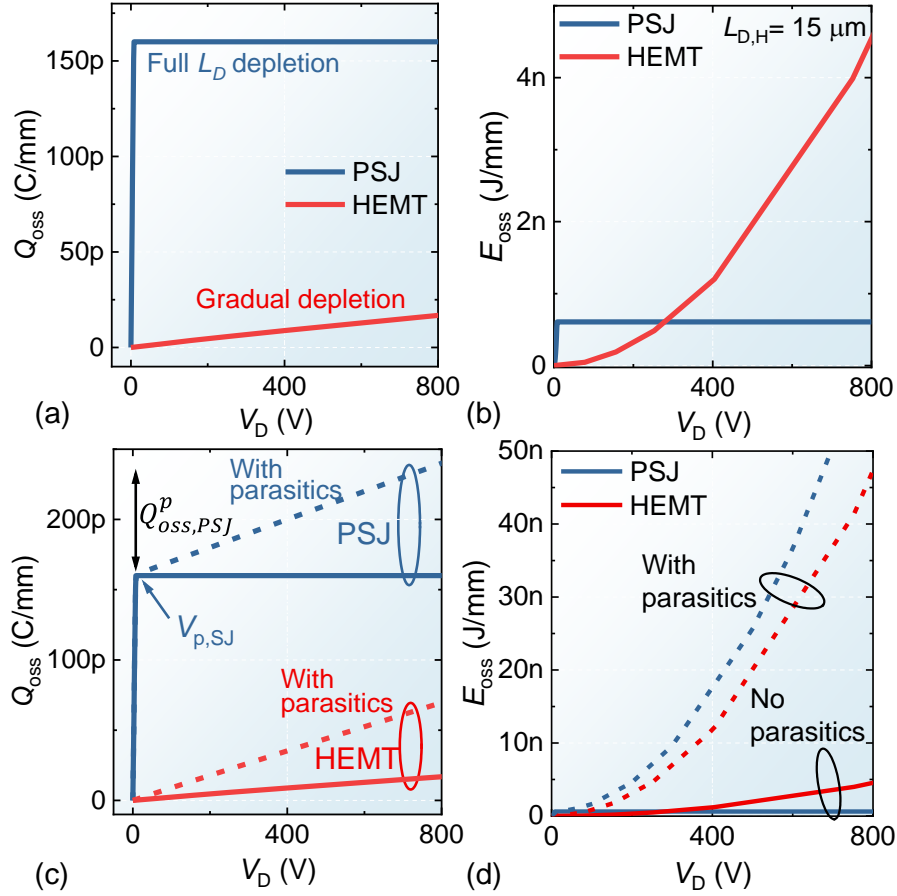 150p
100p
50p
0
Q_oss (C/mm)
Full L_D depletion
PSJ
HEMT
Gradual depletion
0
400
800
V_D (V)
(a)
PSJ
HEMT
L_D,H = 15 μm
4n
2n
0
E_oss (J/mm)
0
400
800
V_D (V)
(b)
With
parasitics
Q^p_oss,PSJ
PSJ
V_p,SJ
With
parasitics
HEMT
200p
100p
0
Q_oss (C/mm)
0
400
800
V_D (V)
(c)
PSJ
HEMT
With
parasitics
No
parasitics
50n
40n
30n
20n
10n
0
E_oss (J/mm)
0
200
400
600
800
V_D (V)
(d)